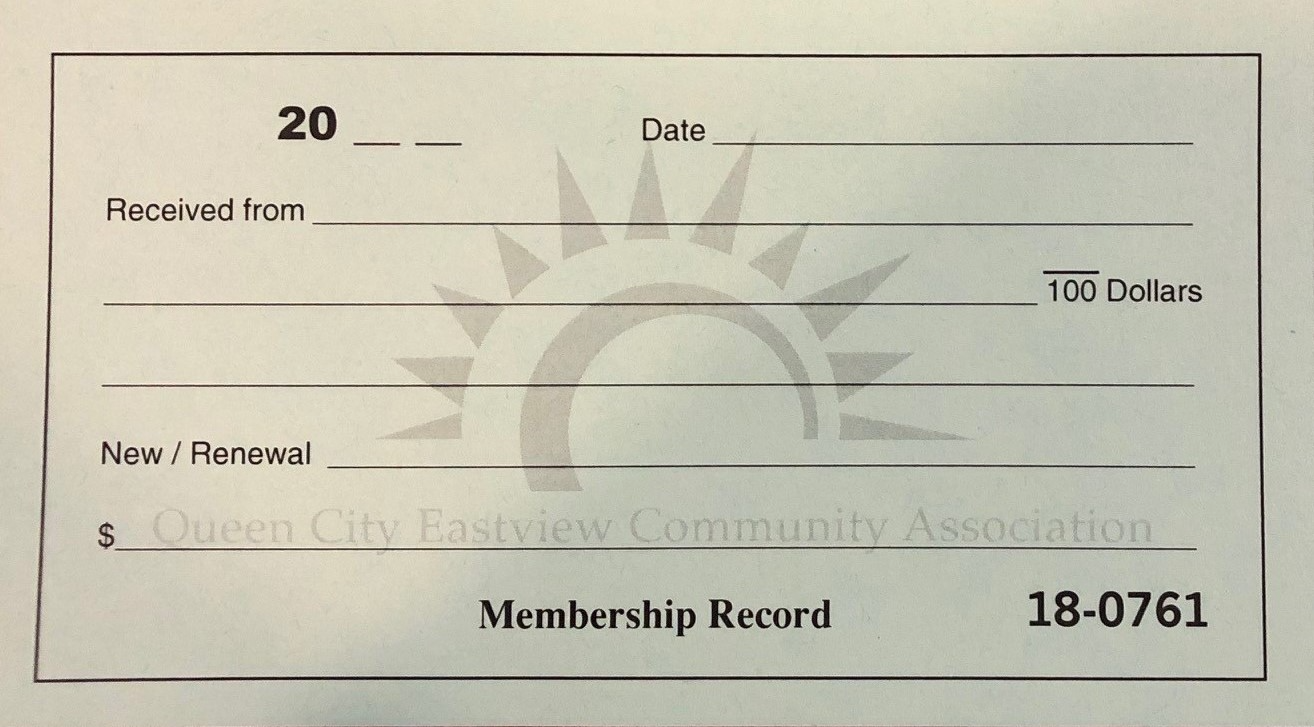 20 __ __ Date
Received from
100 Dollars
New / Renewal
$
Queen City Eastview Community Association
Membership Record 18-0761